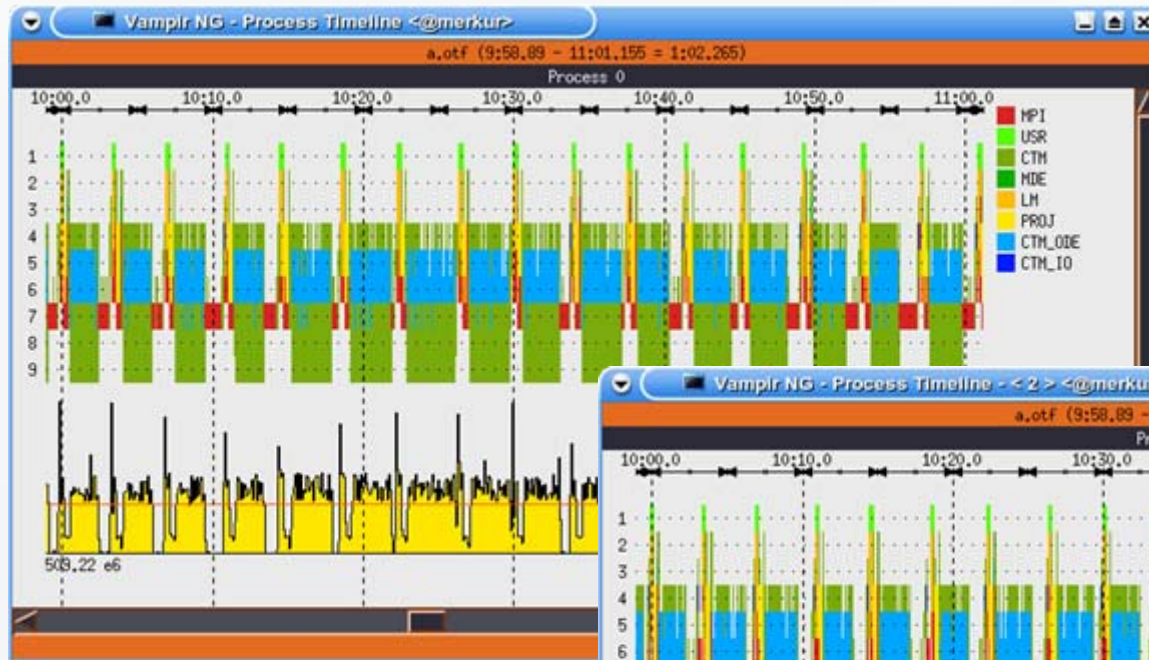 Vampir NG - Process Timeline <@merkur>
a.otf (9:58.89 - 11:01.155 = 1:02.265)
Process 0
10:00.0 10:10.0 10:20.0 10:30.0 10:40.0 10:50.0 11:00.0
MPI
USR
CTM
MDE
LM
PROJ
CTM_ODE
CTM_IO
1
2
3
4
5
6
7
8
9
509.22 e6
Vampir NG - Process Timeline - < 2 > <@merkur
a.otf (9:58.89 -
Pr
10:00.0 10:10.0 10:20.0 10:30.0
1
2
3
4
5
6